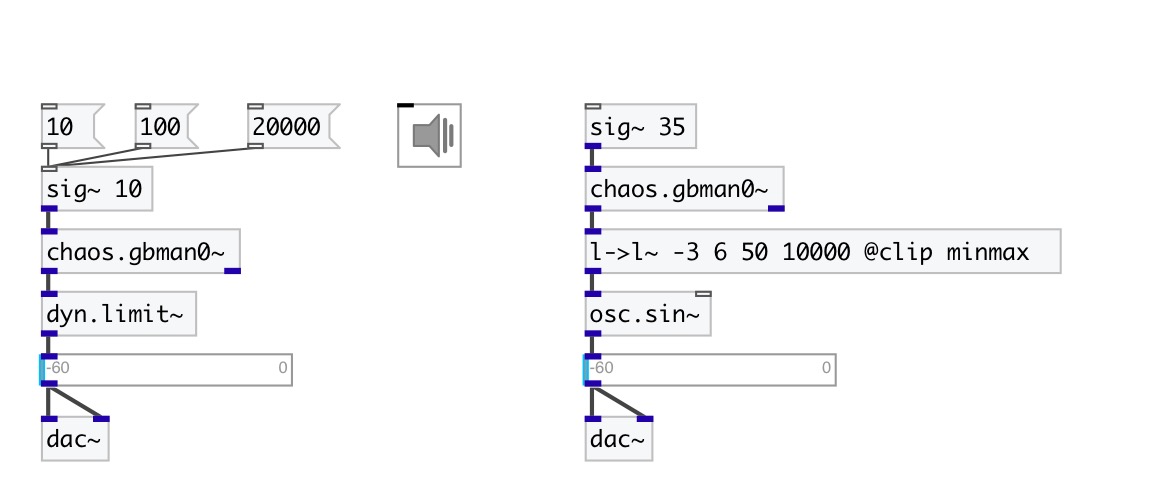 10
100
20000
sig~ 10
chaos.gbman0~
dyn.limit~
-60 0
dac~
sig~ 35
chaos.gbman0~
l->l~ -3 6 50 10000 @clip minmax
osc.sin~
-60 0
dac~